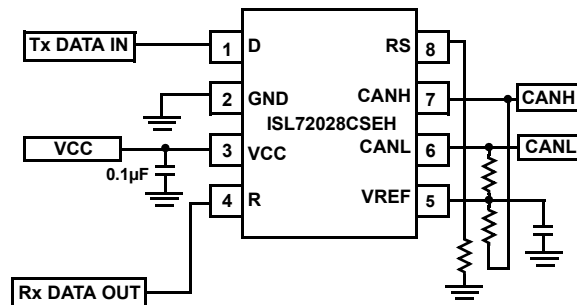 Tx DATA IN
1 D RS 8
2 GND CANH 7 CANH
ISL72028CSEH
VCC 3 VCC CANL 6 CANL
0.1µF
4 R VREF 5
Rx DATA OUT